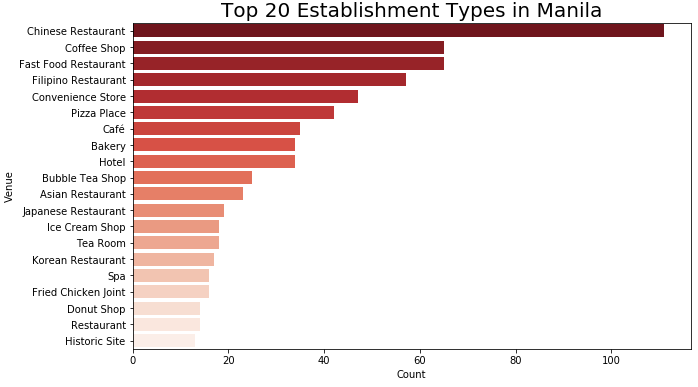 Top 20 Establishment Types in Manila
Venue
Chinese Restaurant
Coffee Shop
Fast Food Restaurant
Filipino Restaurant
Convenience Store
Pizza Place
Café
Bakery
Hotel
Bubble Tea Shop
Asian Restaurant
Japanese Restaurant
Ice Cream Shop
Tea Room
Korean Restaurant
Spa
Fried Chicken Joint
Donut Shop
Restaurant
Historic Site
0 20 40 60 80 100
Count